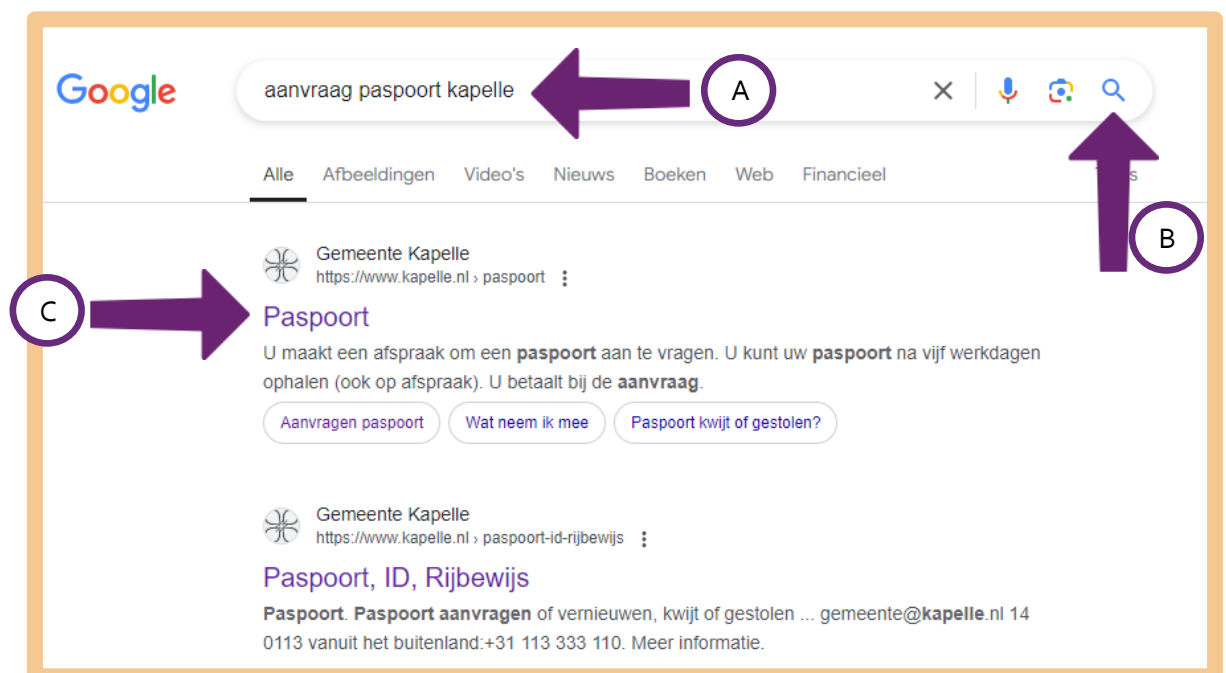 Google
aanvraag paspoort kapelle
A
Alle Afbeeldingen Video's Nieuws Boeken Web Financieel
B
Gemeente Kapelle
https://www.kapelle.nl › paspoort
C
Paspoort
U maakt een afspraak om een paspoort aan te vragen. U kunt uw paspoort na vijf werkdagen
ophalen (ook op afspraak). U betaalt bij de aanvraag.
Aanvragen paspoort Wat neem ik mee Paspoort kwijt of gestolen?
Gemeente Kapelle
https://www.kapelle.nl › paspoort-id-rijbewijs
Paspoort, ID, Rijbewijs
Paspoort. Paspoort aanvragen of vernieuwen, kwijt of gestolen ... gemeente@kapelle.nl 14
0113 vanuit het buitenland:+31 113 333 110. Meer informatie.